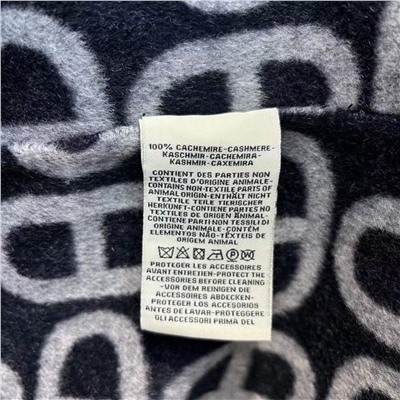 100% CACHEMIRE-CASHMERE-
KASCHMIR-CACHEMIRA-
KASHMIR-CAXEMIRA
CONTIENT DES PARTIES NON
TEXTILES D'ORIGINE ANIMALE-
CONTAINS NON-TEXTILE PARTS OF
ANIMAL ORIGIN-ENTHÄLT NICHT-
TEXTILE TEILE TIERISCHER
HERKUNFT-CONTIENE PARTES NO
TEXTILES DE ORIGEN ANIMAL-
CONTIENE PARTI NON TESSILI DI
ORIGINE ANIMALE-CONTÉM
ELEMENTOS NÃO-TÊXTEIS DE
ORIGEM ANIMAL
PROTEGER LES ACCESSOIRES
AVANT ENTRETIEN-PROTECT THE
ACCESSORIES BEFORE CLEANING
-VOR DEM REINIGEN DIE
ACCESSOIRES ABDECKEN-
PROTEGER LOS ACCESORIOS
ANTES DE LAVAR-PROTEGGERE
GLI ACCESSORI PRIMA DEL